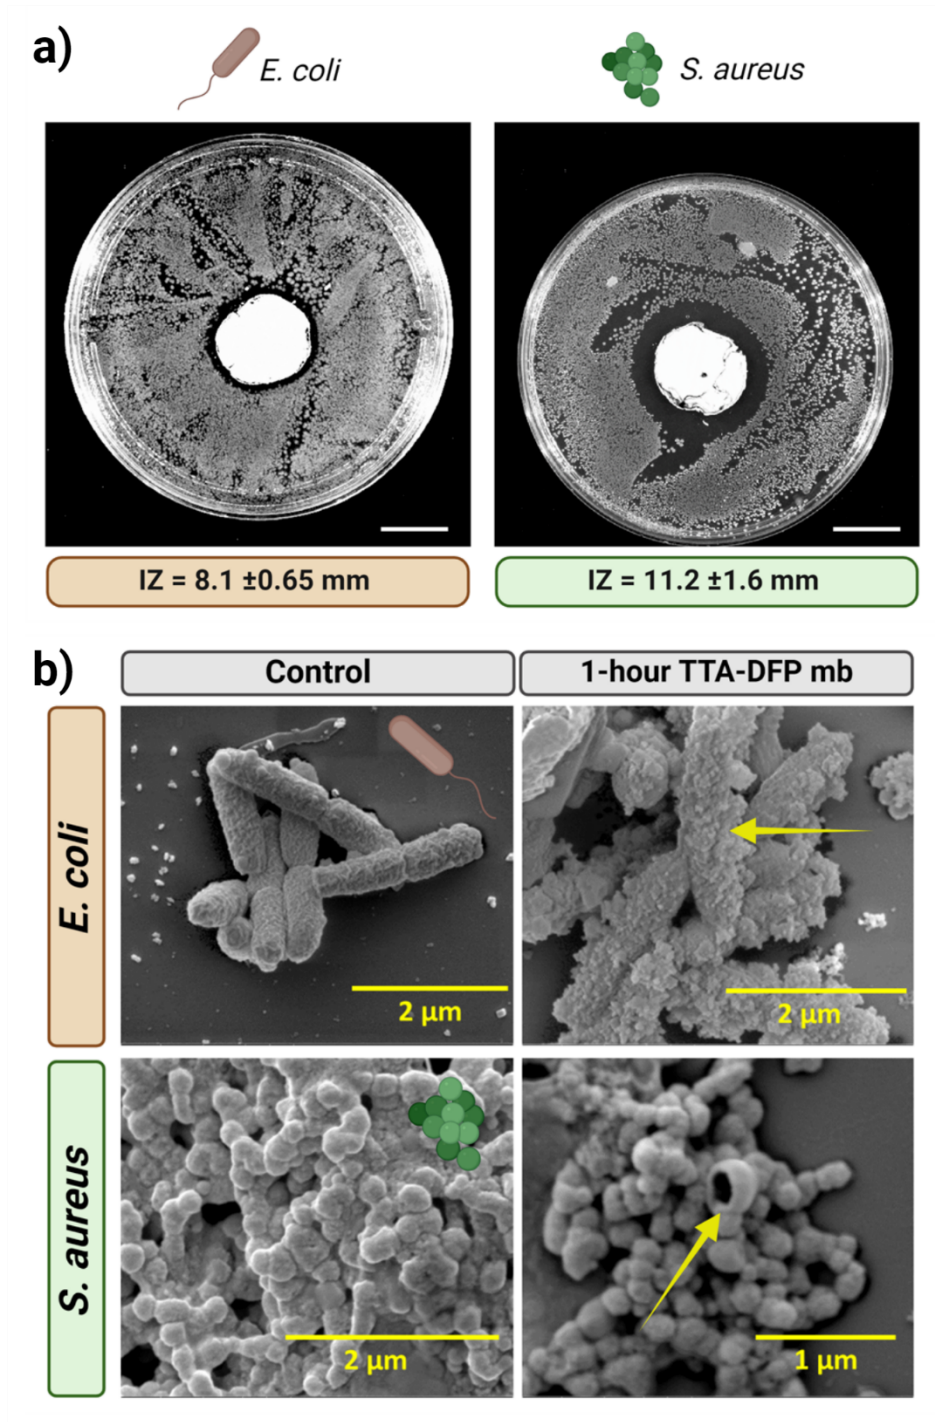 a)
E. coli
S. aureus
IZ = 8.1 ±0.65 mm
IZ = 11.2 ±1.6 mm
b)
Control
1-hour TTA-DFP mb
E. coli
2 µm
2 µm
S. aureus
2 µm
1 µm